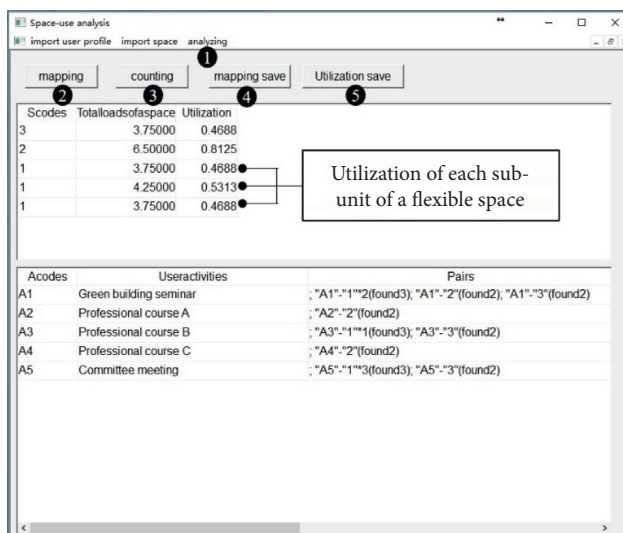 Space-use analysis
import user profile import space analyzing
1
mapping counting mapping save Utilization save
2 3 4 5
Scodes Totalloadsofaspace Utilization
3 3.75000 0.4688
2 6.50000 0.8125
1 3.75000 0.4688
1 4.25000 0.5313
1 3.75000 0.4688
Utilization of each sub-
unit of a flexible space
Acodes Useractivities Pairs
A1 Green building seminar ; "A1"-"1"*2(found3); "A1"-"2"(found2); "A1"-"3"(found2)
A2 Professional course A ; "A2"-"2"(found2)
A3 Professional course B ; "A3"-"1"*1(found3); "A3"-"3"(found2)
A4 Professional course C ; "A4"-"2"(found2)
A5 Committee meeting ; "A5"-"1"*3(found3); "A5"-"3"(found2)